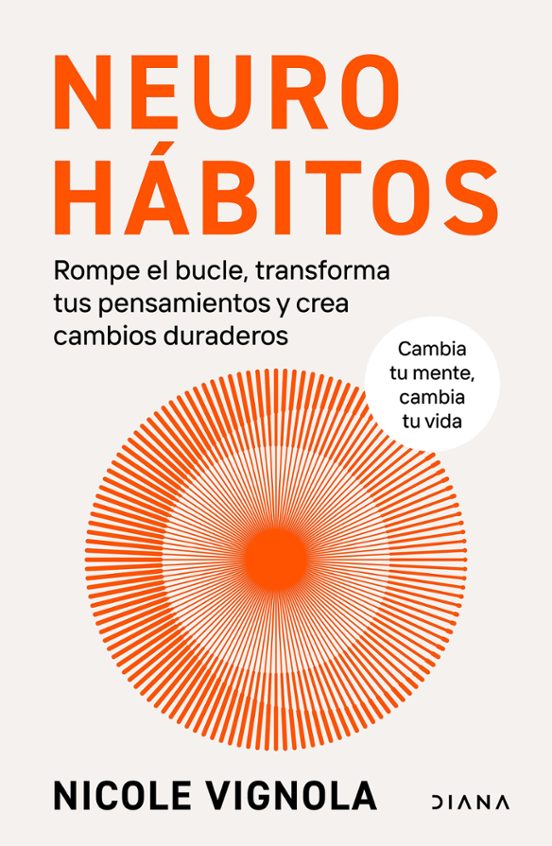 NEURO
HÁBITOS
Rompe el bucle, transforma
tus pensamientos y crea
cambios duraderos
Cambia
tu mente,
cambia
tu vida
NICOLE VIGNOLA
DIANA